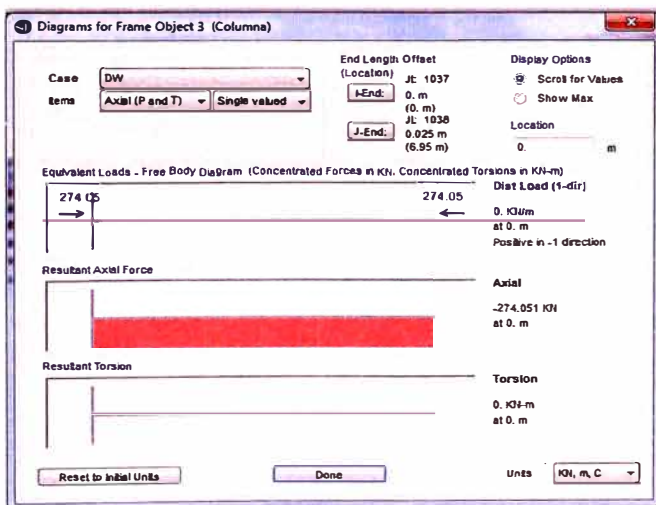 Diagrams for Frame Object 3 (Columna)
Case DW
Items Axial (P and T) Single valued
End Length Offset
(Location)
I-End: Jt: 1037
0. m
(0. m)
J-End: Jt: 1038
0.025 m
(6.95 m)
Display Options
Scroll for Values
Show Max
Location
0. m
Equivalent Loads - Free Body Diagram (Concentrated Forces in KN, Concentrated Torsions in KN-m)
274.05 274.05
Dist Load (1-dir)
0. KN/m
at 0. m
Positive in -1 direction
Resultant Axial Force
Axial
-274.051 KN
at 0. m
Resultant Torsion
Torsion
0. KN-m
at 0. m
Reset to Initial Units Done Units KN, m, C